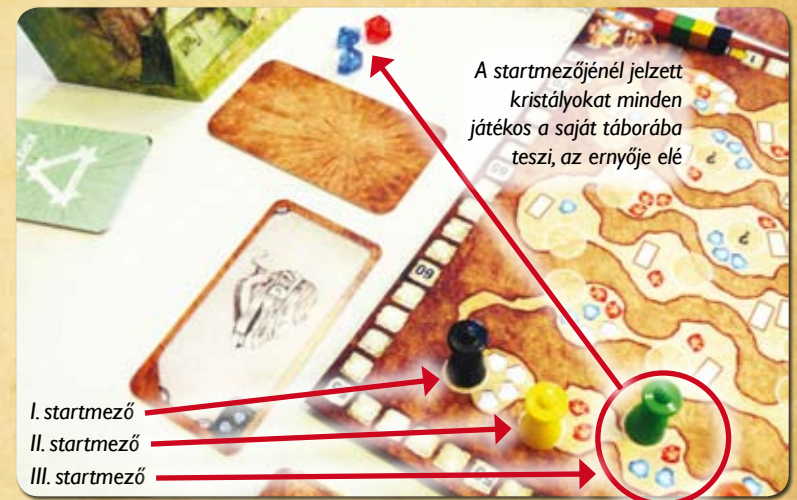 A startmezőjénél jelzett
kristályokat minden
játékos a saját táborába
teszi, az ernyője elé
60
I. startmező
II. startmező
III. startmező